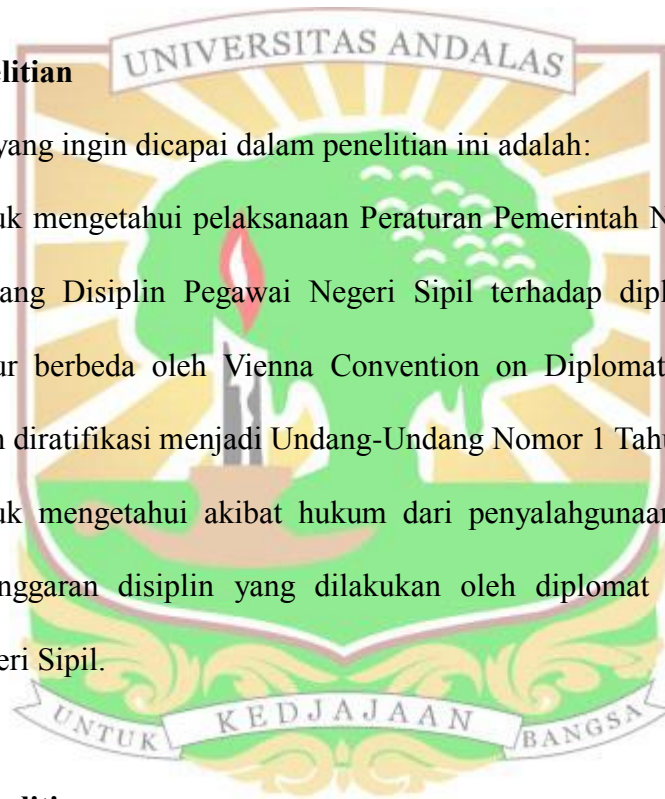 UNIVERSITAS ANDALAS
elitian
yang ingin dicapai dalam penelitian ini adalah:
uk mengetahui pelaksanaan Peraturan Pemerintah N
ang Disiplin Pegawai Negeri Sipil terhadap dipl
ur berbeda oleh Vienna Convention on Diplomat
n diratifikasi menjadi Undang-Undang Nomor 1 Tahu
uk mengetahui akibat hukum dari penyalahgunaan
nggaran disiplin yang dilakukan oleh diplomat
eri Sipil.
UNTUK KEDJAJAAN BANGSA